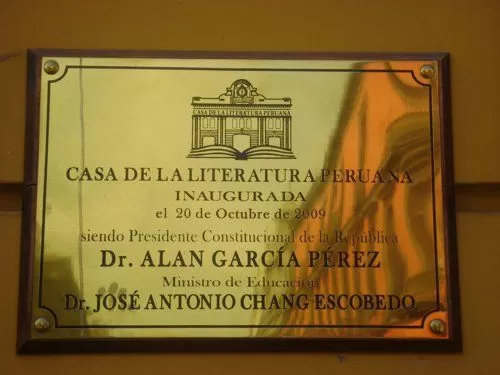 CASA DE LA LITERATURA PERUANA
CASA DE LA LITERATURA PERUANA
INAUGURADA
el 20 de Octubre de 2009
siendo Presidente Constitucional de la República
Dr. ALAN GARCÍA PÉREZ
Ministro de Educación
Dr. JOSÉ ANTONIO CHANG ESCOBEDO